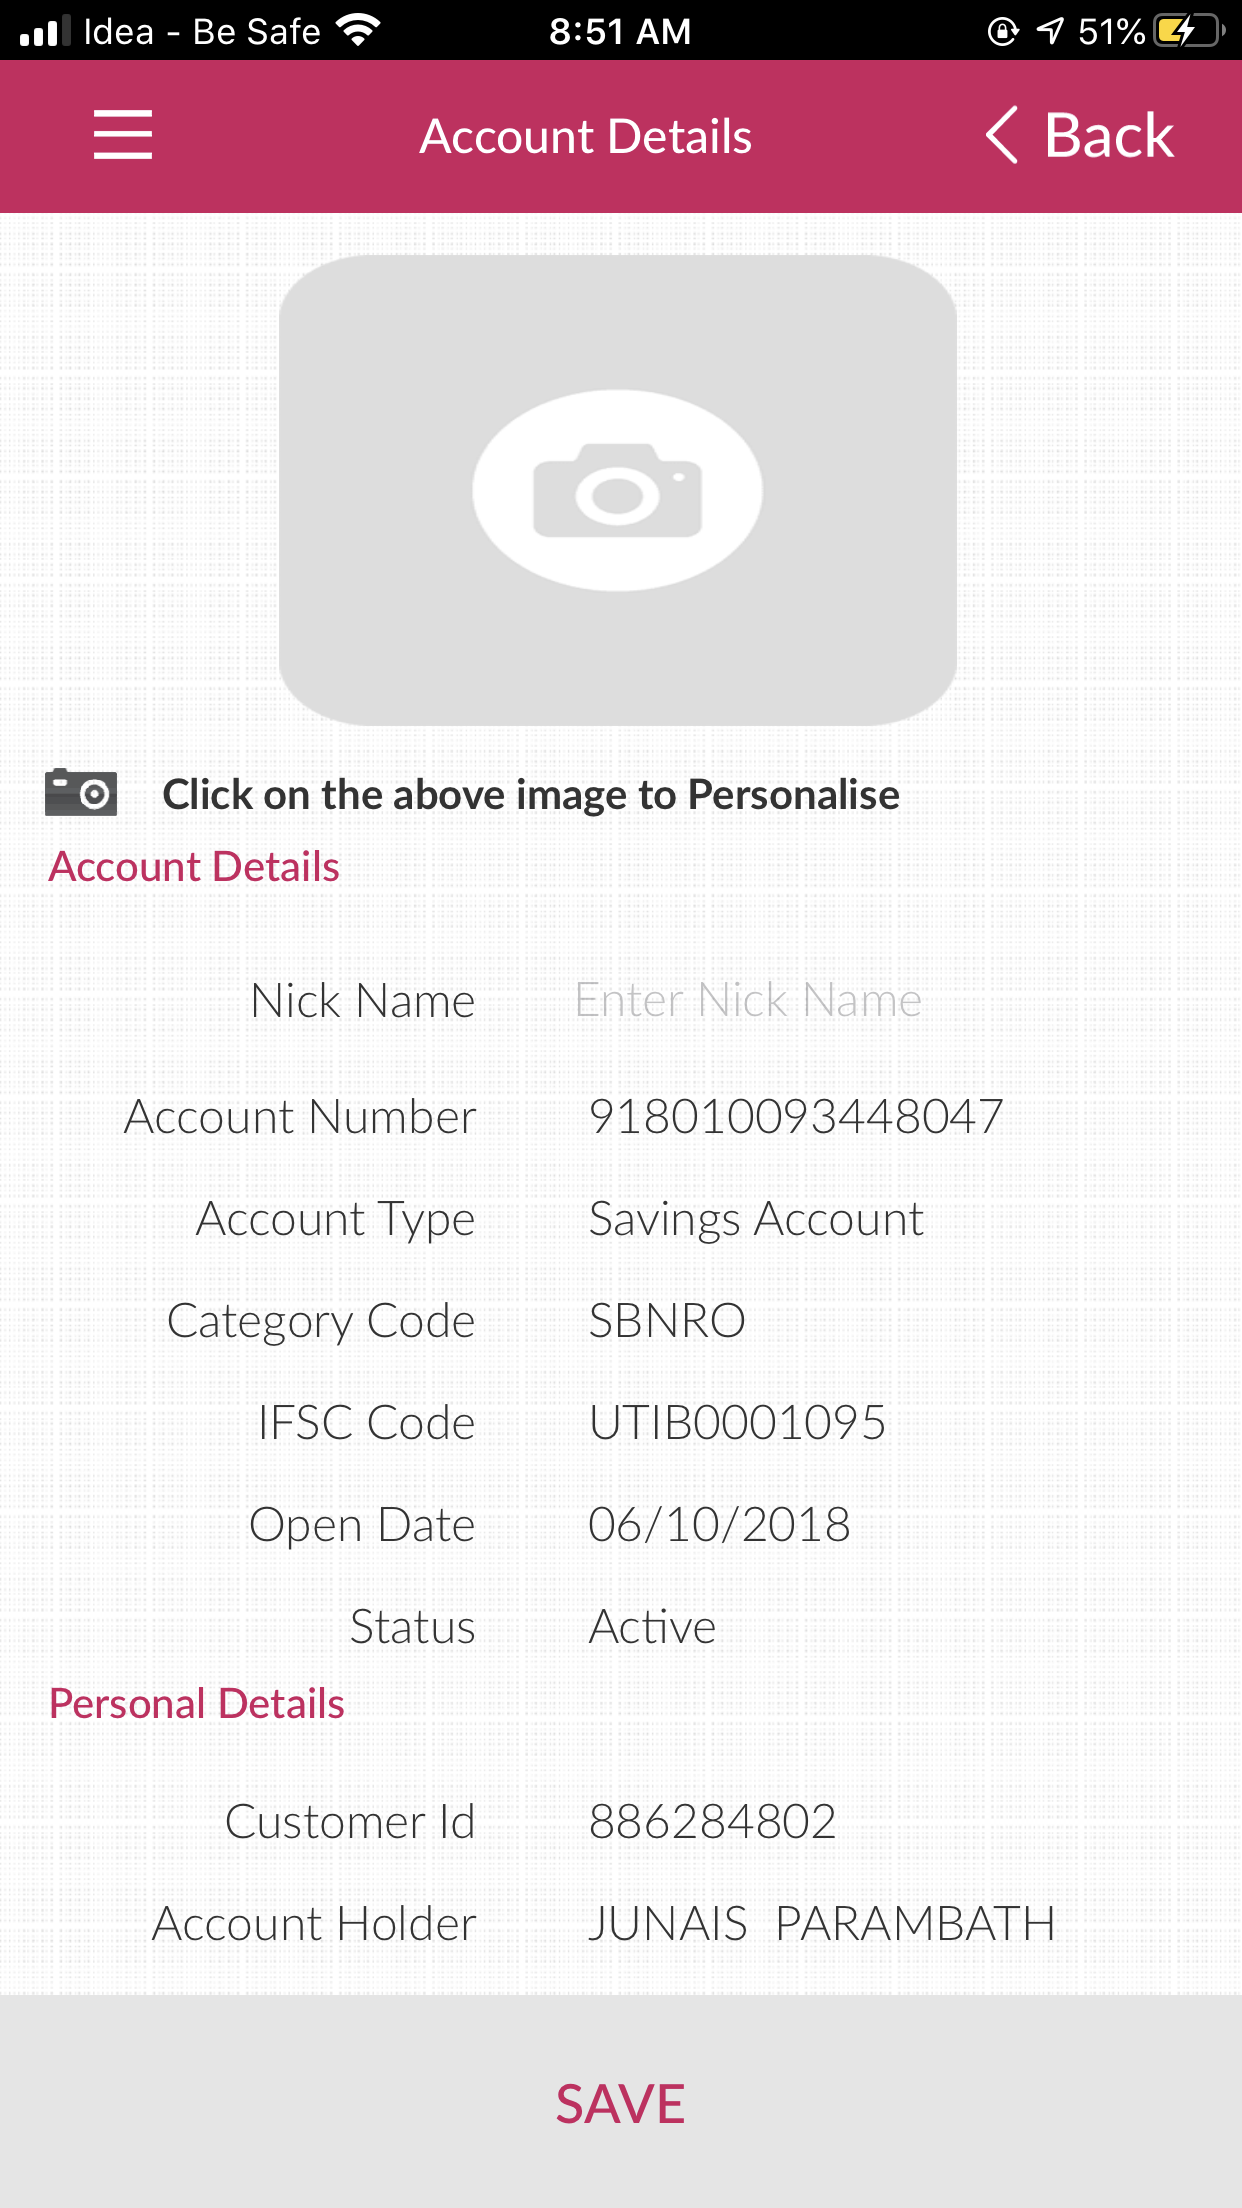 Idea - Be Safe 8:51 AM 51%
Account Details Back
Click on the above image to Personalise
Account Details
Nick Name Enter Nick Name
Account Number 918010093448047
Account Type Savings Account
Category Code SBNRO
IFSC Code UTIB0001095
Open Date 06/10/2018
Status Active
Personal Details
Customer Id 886284802
Account Holder JUNAIS PARAMBATH
SAVE